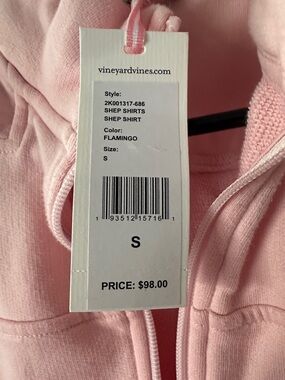 vineyardvines.com
Style:
2K001317-686
SHEP SHIRTS
SHEP SHIRT
Color:
FLAMINGO
Size:
S
1 93512 15716 1
S
PRICE: $98.00